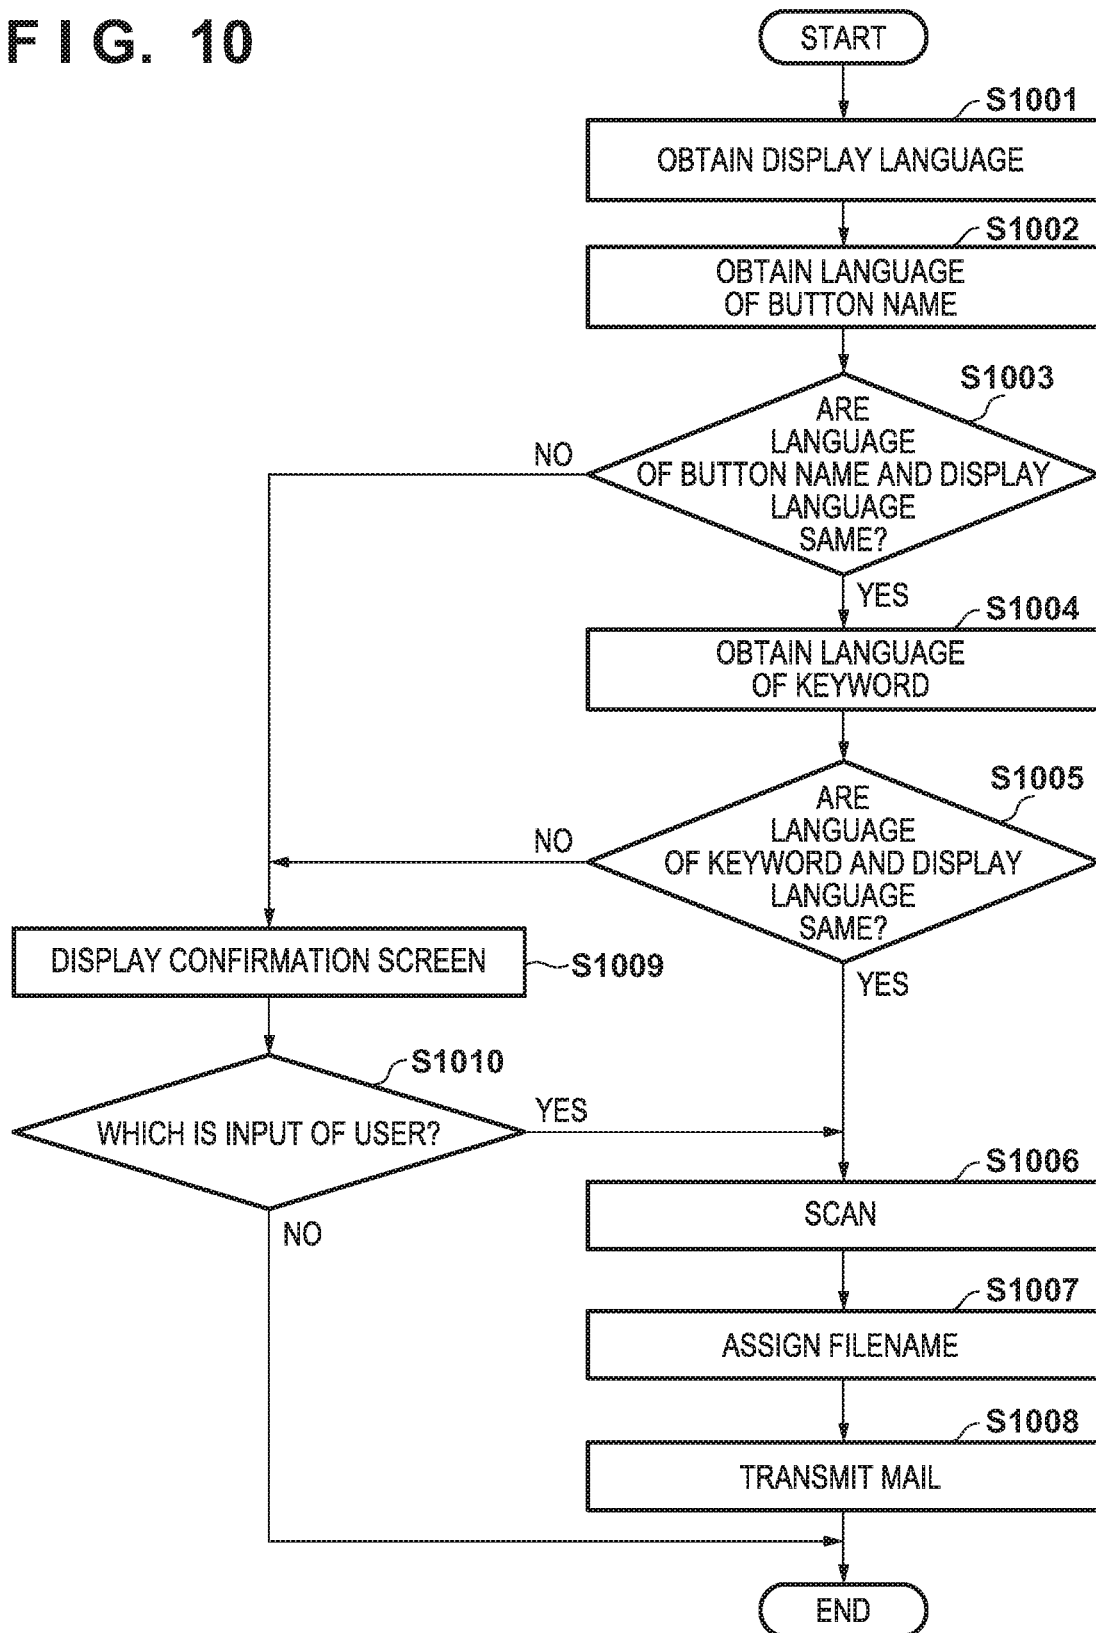 FIG. 10
START
S1001
OBTAIN DISPLAY LANGUAGE
S1002
OBTAIN LANGUAGE
OF BUTTON NAME
S1003
ARE
LANGUAGE
OF BUTTON NAME AND DISPLAY
LANGUAGE
SAME?
NO
YES
S1004
OBTAIN LANGUAGE
OF KEYWORD
S1005
ARE
LANGUAGE
OF KEYWORD AND DISPLAY
LANGUAGE
SAME?
NO
YES
DISPLAY CONFIRMATION SCREEN
S1009
S1010
WHICH IS INPUT OF USER?
YES
NO
S1006
SCAN
S1007
ASSIGN FILENAME
S1008
TRANSMIT MAIL
END